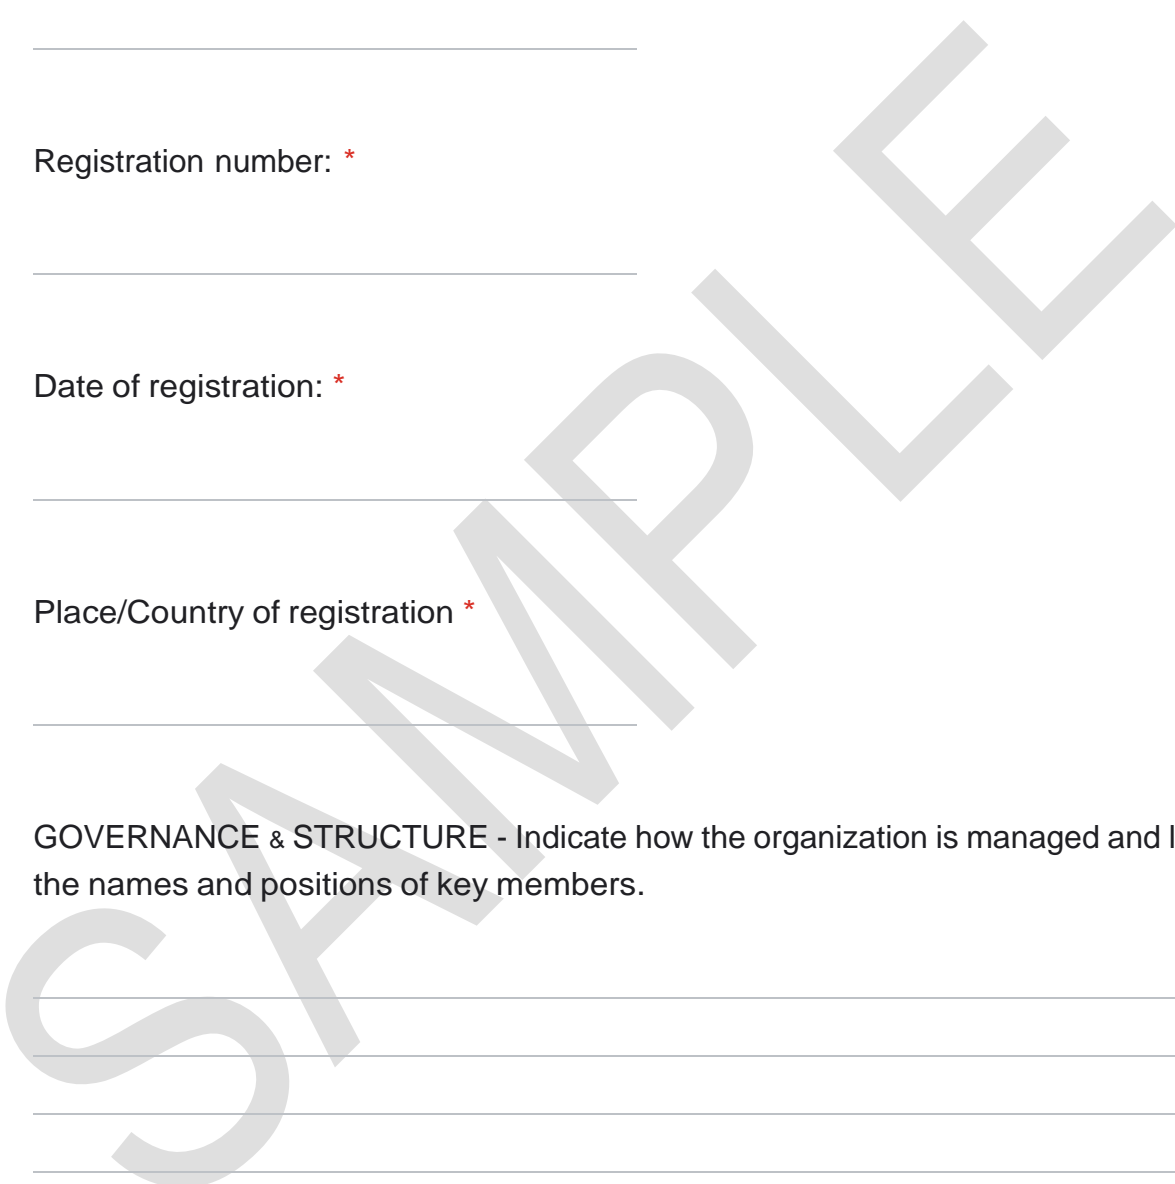 Registration number: *
Date of registration: *
Place/Country of registration *
GOVERNANCE & STRUCTURE - Indicate how the organization is managed and
the names and positions of key members.
SAMPLE